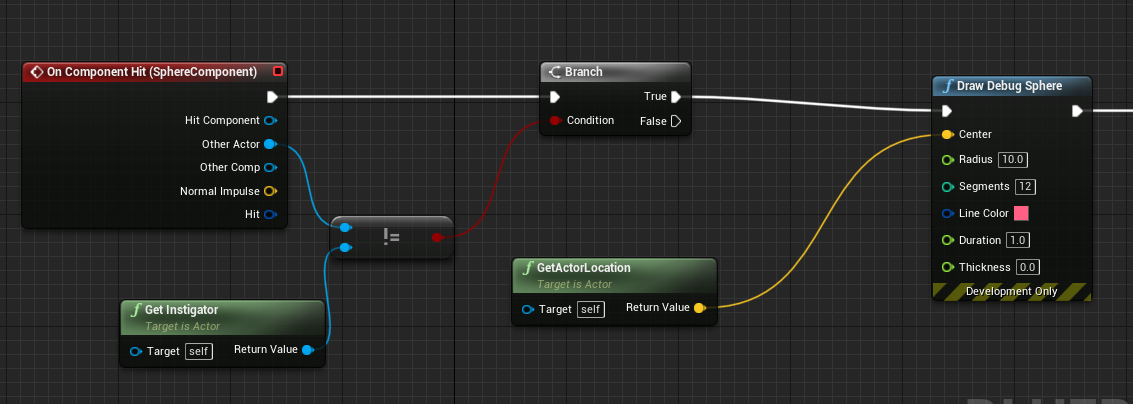 On Component Hit (SphereComponent)
Hit Component
Other Actor
Other Comp
Normal Impulse
Hit
!=
Get Instigator
Target is Actor
Target self
Return Value
Branch
True
Condition
False
GetActorLocation
Target is Actor
Target self
Return Value
Draw Debug Sphere
Center
Radius 10.0
Segments 12
Line Color
Duration 1.0
Thickness 0.0
Development Only